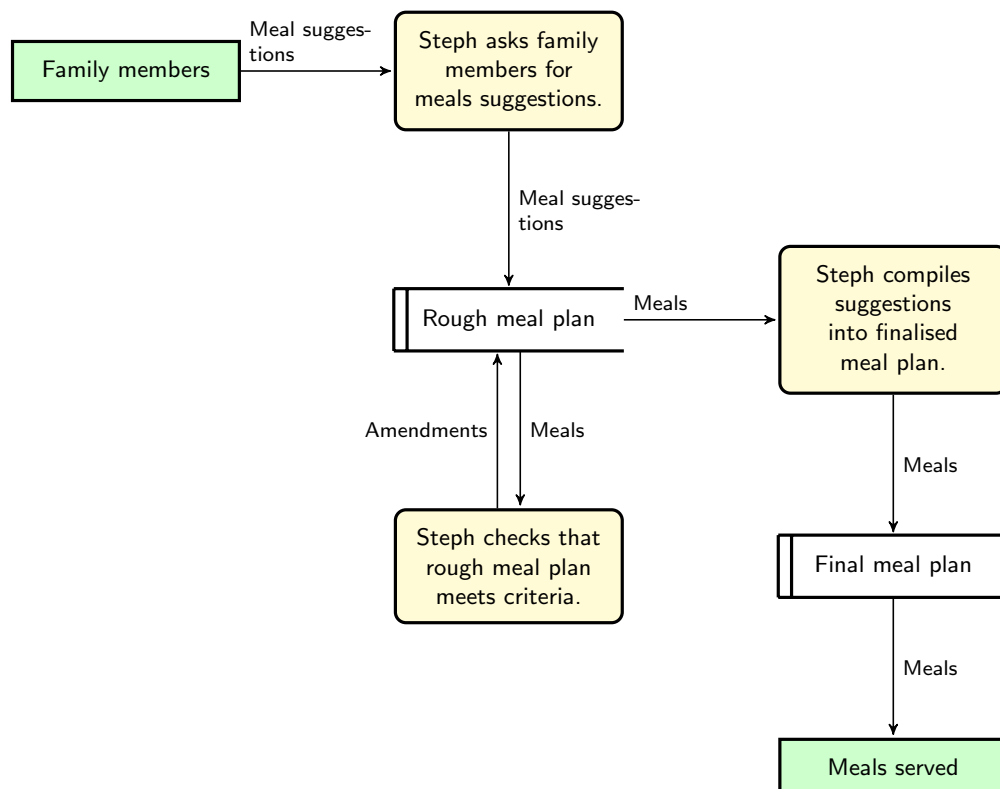 Meal sugges-
tions
Family members
Steph asks family
members for
meals suggestions.
Meal sugges-
tions
Rough meal plan
Meals
Steph compiles
suggestions
into finalised
meal plan.
Amendments
Meals
Meals
Steph checks that
rough meal plan
meets criteria.
Final meal plan
Meals
Meals served